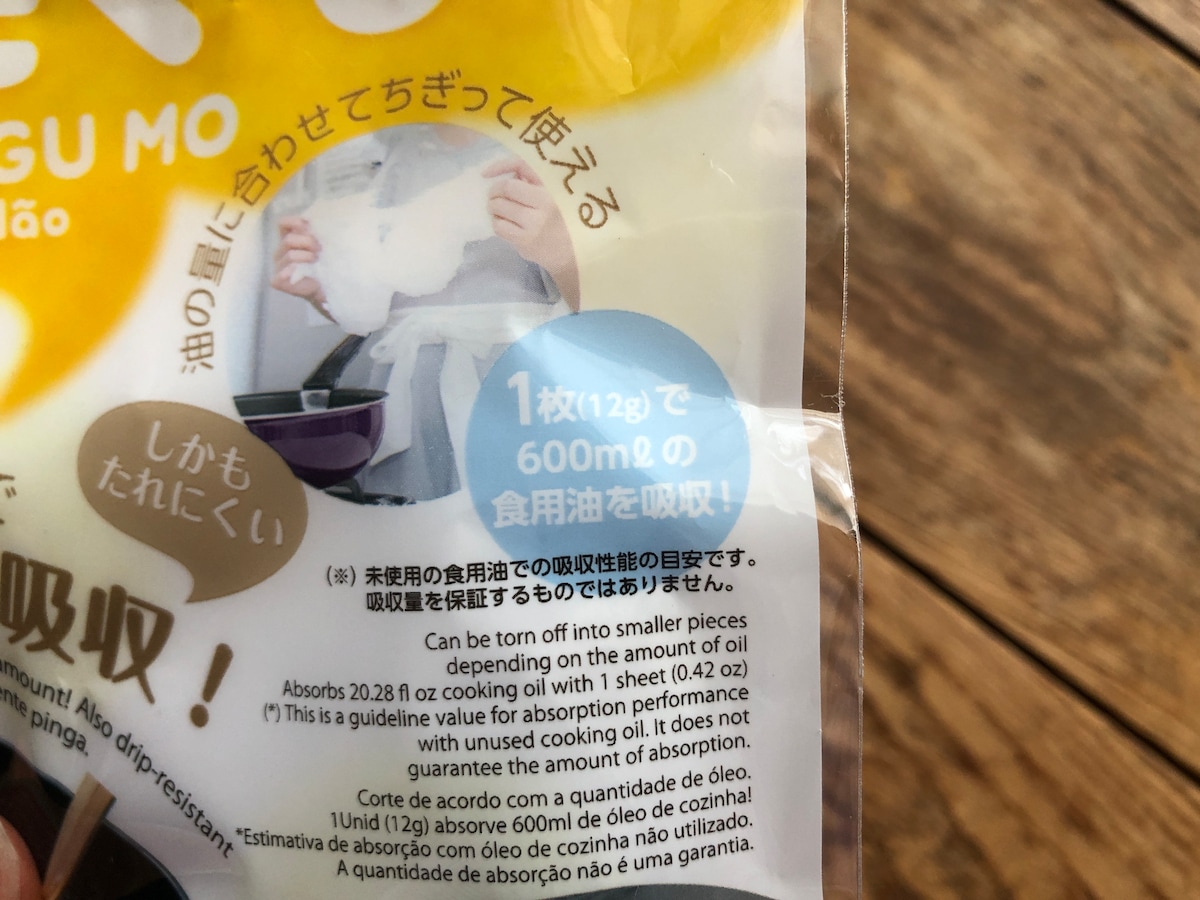 GU MO
lão
油の量に合わせてちぎって使える
1枚(12g)で
600mlの
食用油を吸収!
しかも
たれにくい
吸収!
(※) 未使用の食用油での吸収性能の目安です。
吸収量を保証するものではありません。
Can be torn off into smaller pieces
depending on the amount of oil
Absorbs 20.28 fl oz cooking oil with 1 sheet (0.42 oz)
(*) This is a guideline value for absorption performance
with unused cooking oil. It does not
guarantee the amount of absorption.
amount! Also drip-resistant
ente pinga.
Corte de acordo com a quantidade de óleo.
1Unid (12g) absorve 600ml de óleo de cozinha!
*Estimativa de absorção com óleo de cozinha não utilizado.
A quantidade de absorção não é uma garantia.